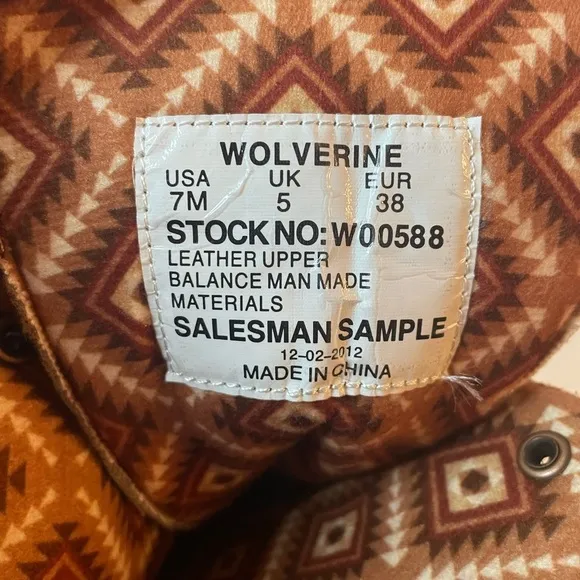 WOLVERINE
USA UK EUR
7M 5 38
STOCK NO: W00588
LEATHER UPPER
BALANCE MAN MADE
MATERIALS
SALESMAN SAMPLE
12-02-2012
MADE IN CHINA